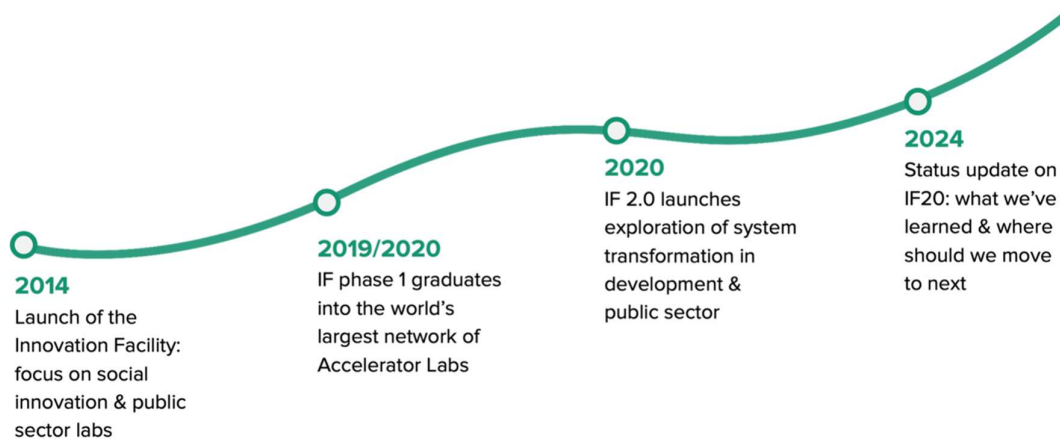 2014
Launch of the
Innovation Facility:
focus on social
innovation & public
sector labs
2019/2020
IF phase 1 graduates
into the world's
largest network of
Accelerator Labs
2020
IF 2.0 launches
exploration of system
transformation in
development &
public sector
2024
Status update on
IF20: what we've
learned & where
should we move
to next